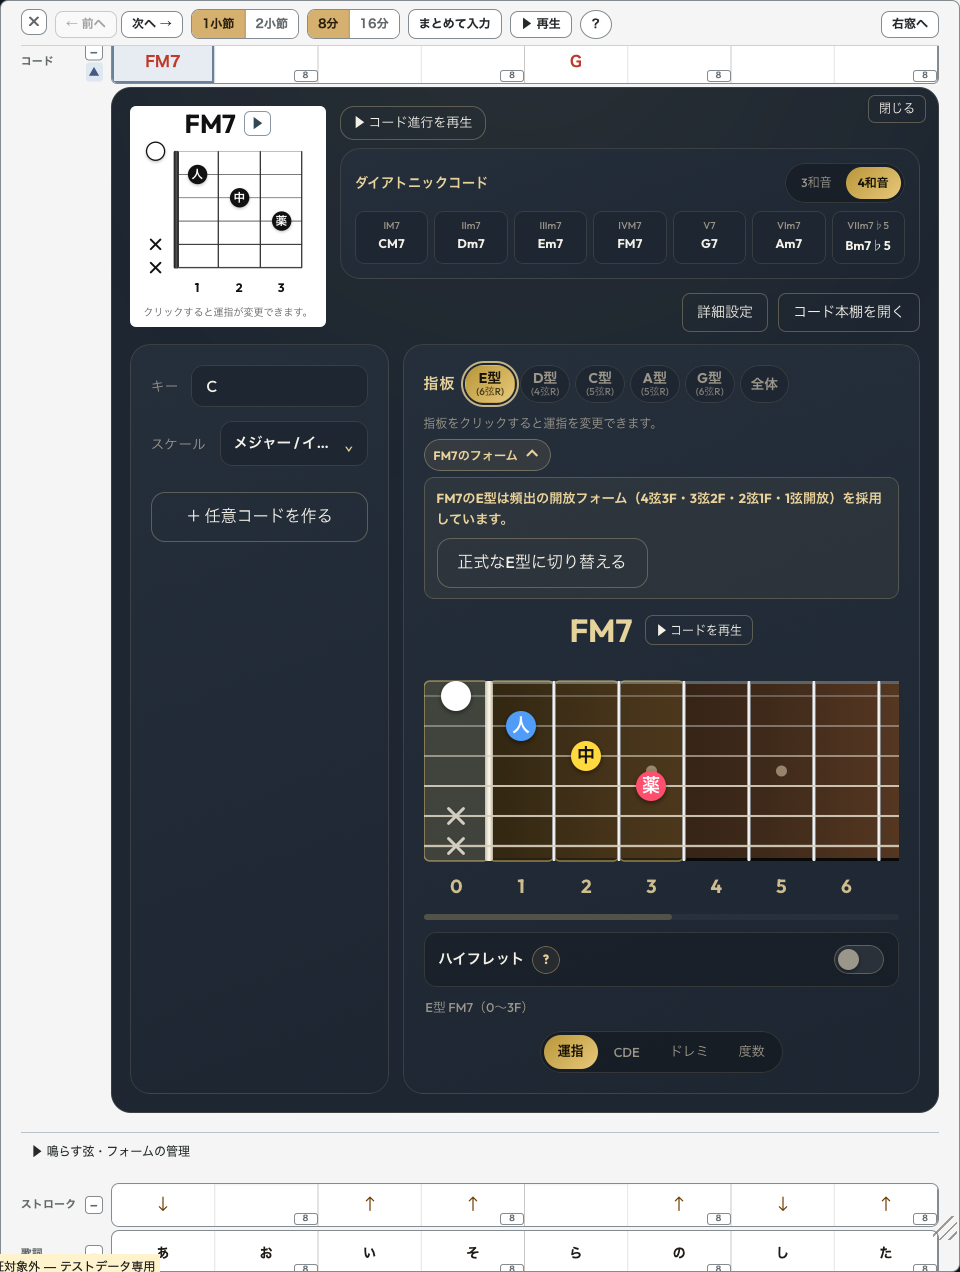 ← 前へ 次へ → 1小節 2小節 8分 16分 まとめて入力 ▶ 再生 ? 右窓へ
コード FM7 G
8 8 8 8
閉じる
FM7
人
中
薬
1 2 3
クリックすると運指が変更できます。
▶コード進行を再生
ダイアトニックコード 3和音 4和音
IM7 IIm7 IIIm7 IVM7 V7 VIm7 VIIm7♭5
CM7 Dm7 Em7 FM7 G7 Am7 Bm7♭5
詳細設定 コード本棚を開く
キー C
スケール メジャー / イ...
＋ 任意コードを作る
指板 E型 D型 C型 A型 G型 全体
(6弦R) (4弦R) (5弦R) (5弦R) (6弦R)
指板をクリックすると運指を変更できます。
FM7のフォーム
FM7のE型は頻出の開放フォーム（4弦3F・3弦2F・2弦1F・1弦開放）を採用
しています。
正式なE型に切り替える
FM7 ▶コードを再生
人
中
薬
0 1 2 3 4 5 6
ハイフレット ?
E型 FM7（0〜3F）
運指 CDE ドレミ 度数
▶ 鳴らす弦・フォームの管理
ストローク ↓ ↑ ↑ ↑ ↓ ↑
8 8 8 8
歌詞 あ お い そ ら の し た
8 8 8 8
対象外 — テストデータ専用